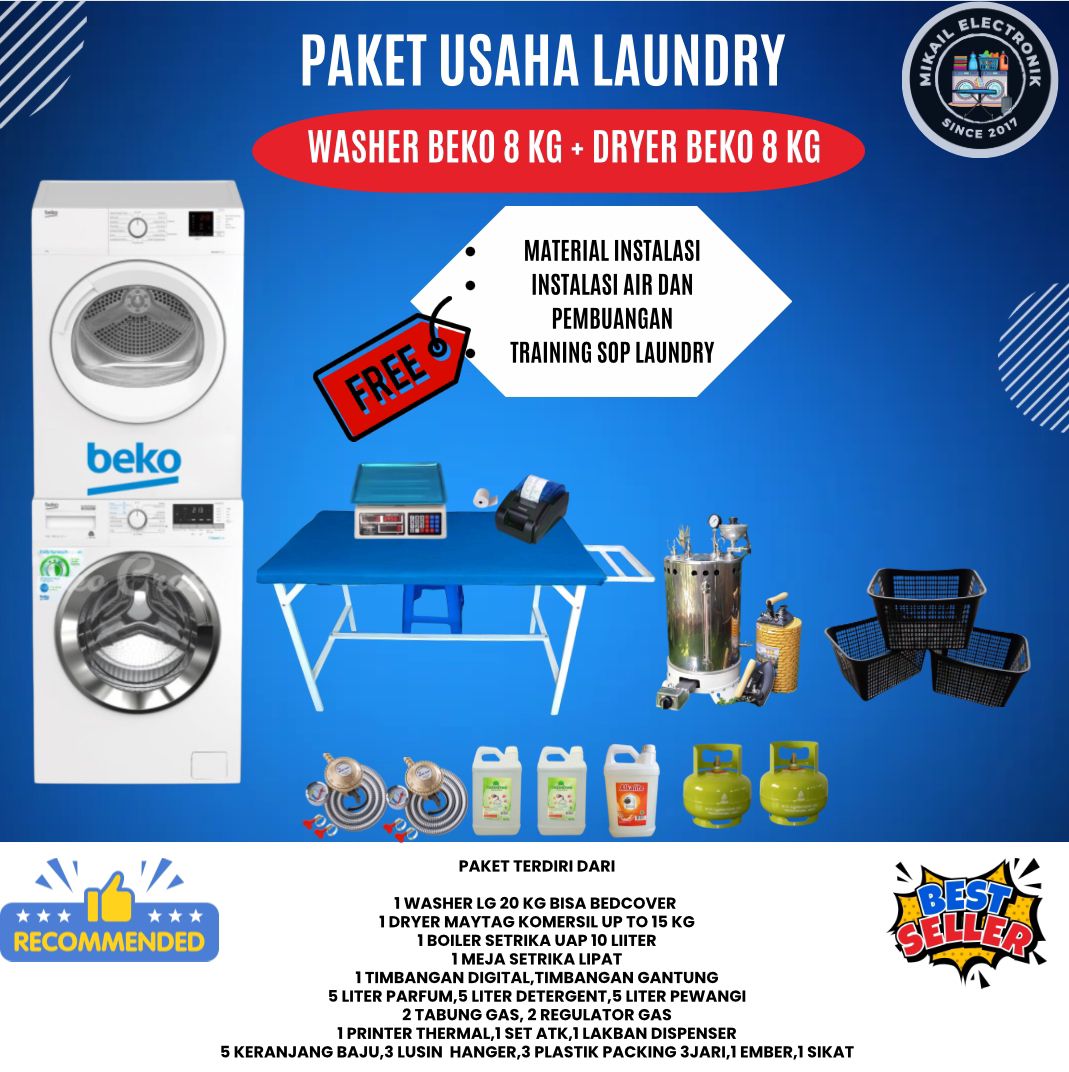 PAKET USAHA LAUNDRY
MIKAIL ELECTRONIK
SINCE 2017
WASHER BEKO 8 KG + DRYER BEKO 8 KG
MATERIAL INSTALASI
INSTALASI AIR DAN
PEMBUANGAN
TRAINING SOP LAUNDRY
FREE
beko
beko
beko
Alkalite
PAKET TERDIRI DARI
1 WASHER LG 20 KG BISA BEDCOVER
1 DRYER MAYTAG KOMERSIL UP TO 15 KG
1 BOILER SETRIKA UAP 10 LIITER
1 MEJA SETRIKA LIPAT
1 TIMBANGAN DIGITAL,TIMBANGAN GANTUNG
5 LITER PARFUM,5 LITER DETERGENT,5 LITER PEWANGI
2 TABUNG GAS, 2 REGULATOR GAS
1 PRINTER THERMAL,1 SET ATK,1 LAKBAN DISPENSER
5 KERANJANG BAJU,3 LUSIN HANGER,3 PLASTIK PACKING 3JARI,1 EMBER,1 SIKAT
RECOMMENDED
BEST
SELLER